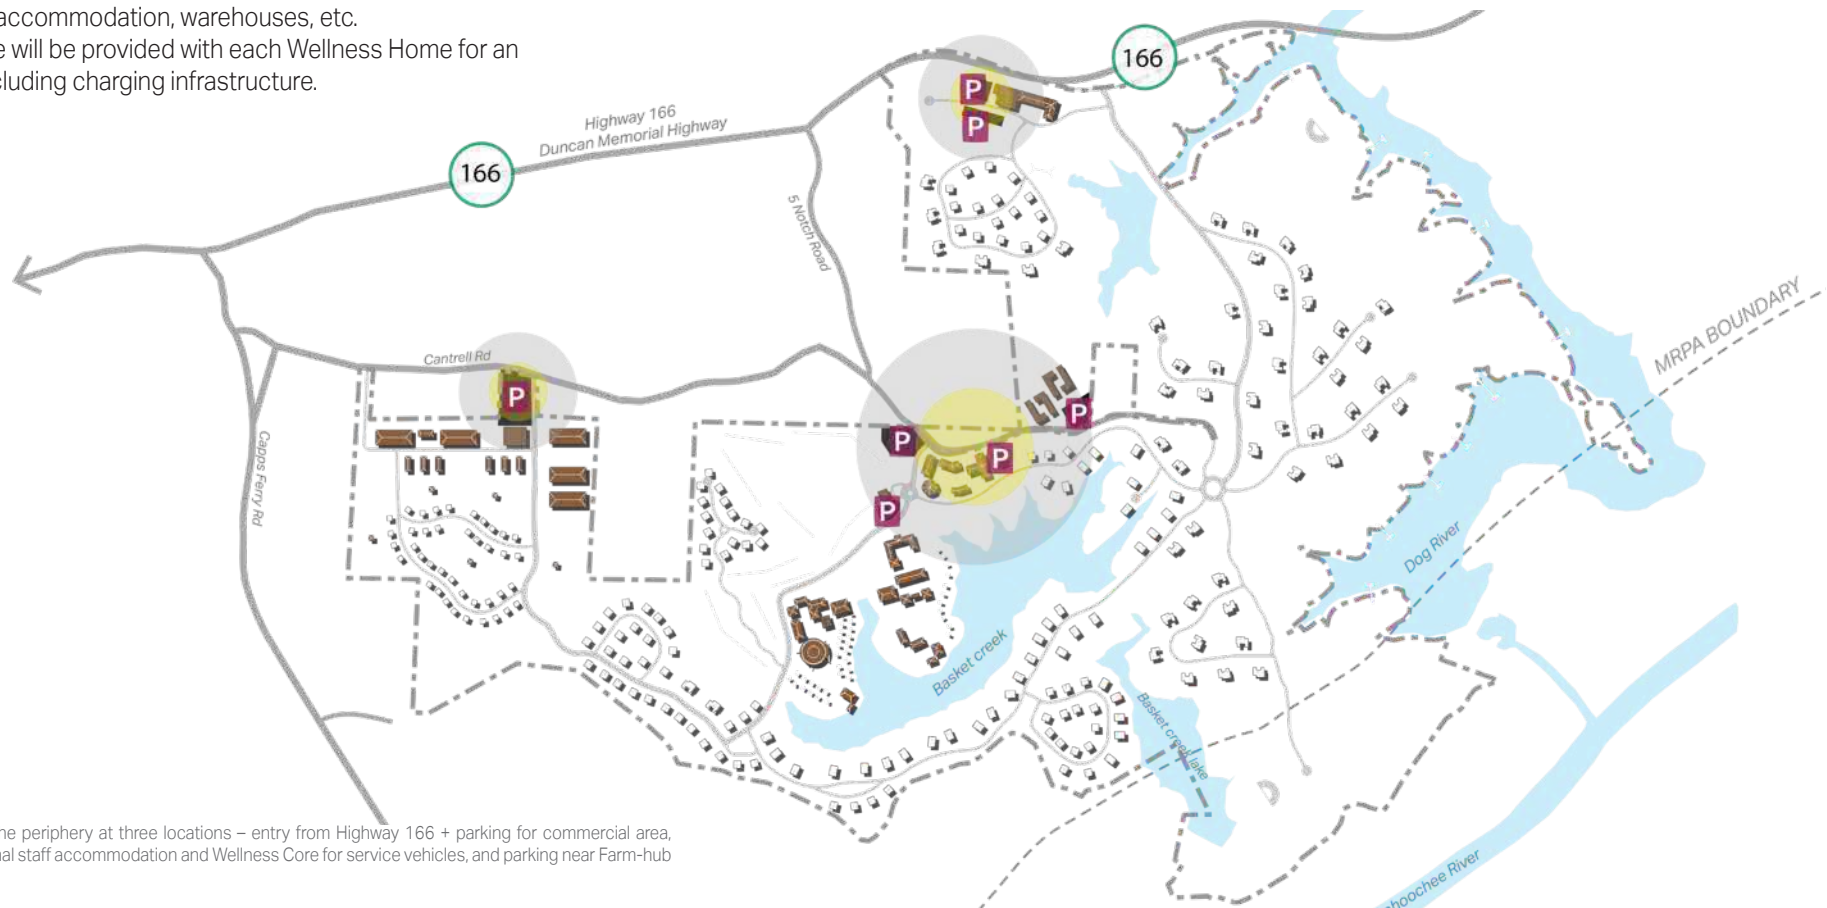 accommodation, warehouses, etc.
will be provided with each Wellness Home for an
cluding charging infrastructure.
166
Highway 166
Duncan Memorial Highway
166
P
P
5 Notch Road
MRPA BOUNDARY
Cantrell Rd
P
P
P
P
P
Capps Ferry Rd
Dog River
Basket creek
Basket creek lake
he periphery at three locations – entry from Highway 166 + parking for commercial area,
nal staff accommodation and Wellness Core for service vehicles, and parking near Farm-hub
hoochee River